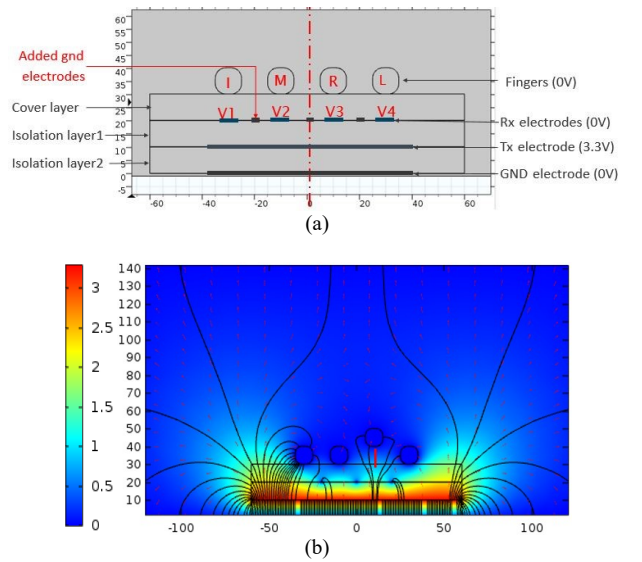 60
55
50
45
40
35
30
25
20
15
10
5
0
-5
Added gnd
electrodes
I M R L
Fingers (0V)
Cover layer
V1 V2 V3 V4
Rx electrodes (0V)
Isolation layer1
Tx electrode (3.3V)
Isolation layer2
GND electrode (0V)
-60 -40 -20 0 20 40 60
(a)
3
2.5
2
1.5
1
0.5
0
140
130
120
110
100
90
80
70
60
50
40
30
20
10
-100 -50 0 50 100
(b)